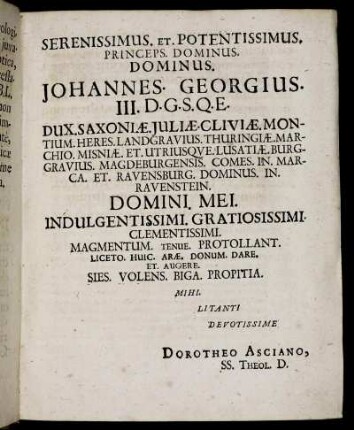 SERENISSIMUS. ET. POTENTISSIMUS.
PRINCEPS. DOMINUS.
DOMINUS.
JOHANNES. GEORGIUS.
III. D. G. S. Q. E.
DUX. SAXONIÆ. JULIÆ. CLIVIÆ. MON-
TIUM. HERES. LANDGRAVIUS. THURINGIÆ. MAR-
CHIO. MISNIÆ. ET. UTRIUSQVE. LUSATIÆ. BURG-
GRAVIUS. MAGDEBURGENSIS. COMES. IN. MAR-
CA. ET. RAVENSBURG. DOMINUS. IN.
RAVENSTEIN.
DOMINI. MEI.
INDULGENTISSIMI. GRATIOSISSIMI.
CLEMENTISSIMI.
MAGMENTUM. TENUE. PROTOLLANT.
LICETO. HUIC. ARÆ. DONUM. DARE.
ET. AUGERE.
SIES. VOLENS. BIGA. PROPITIA.
MIHI.
LITANTI
DEVOTISSIME
DOROTHEO ASCIANO,
SS. THEOL. D.